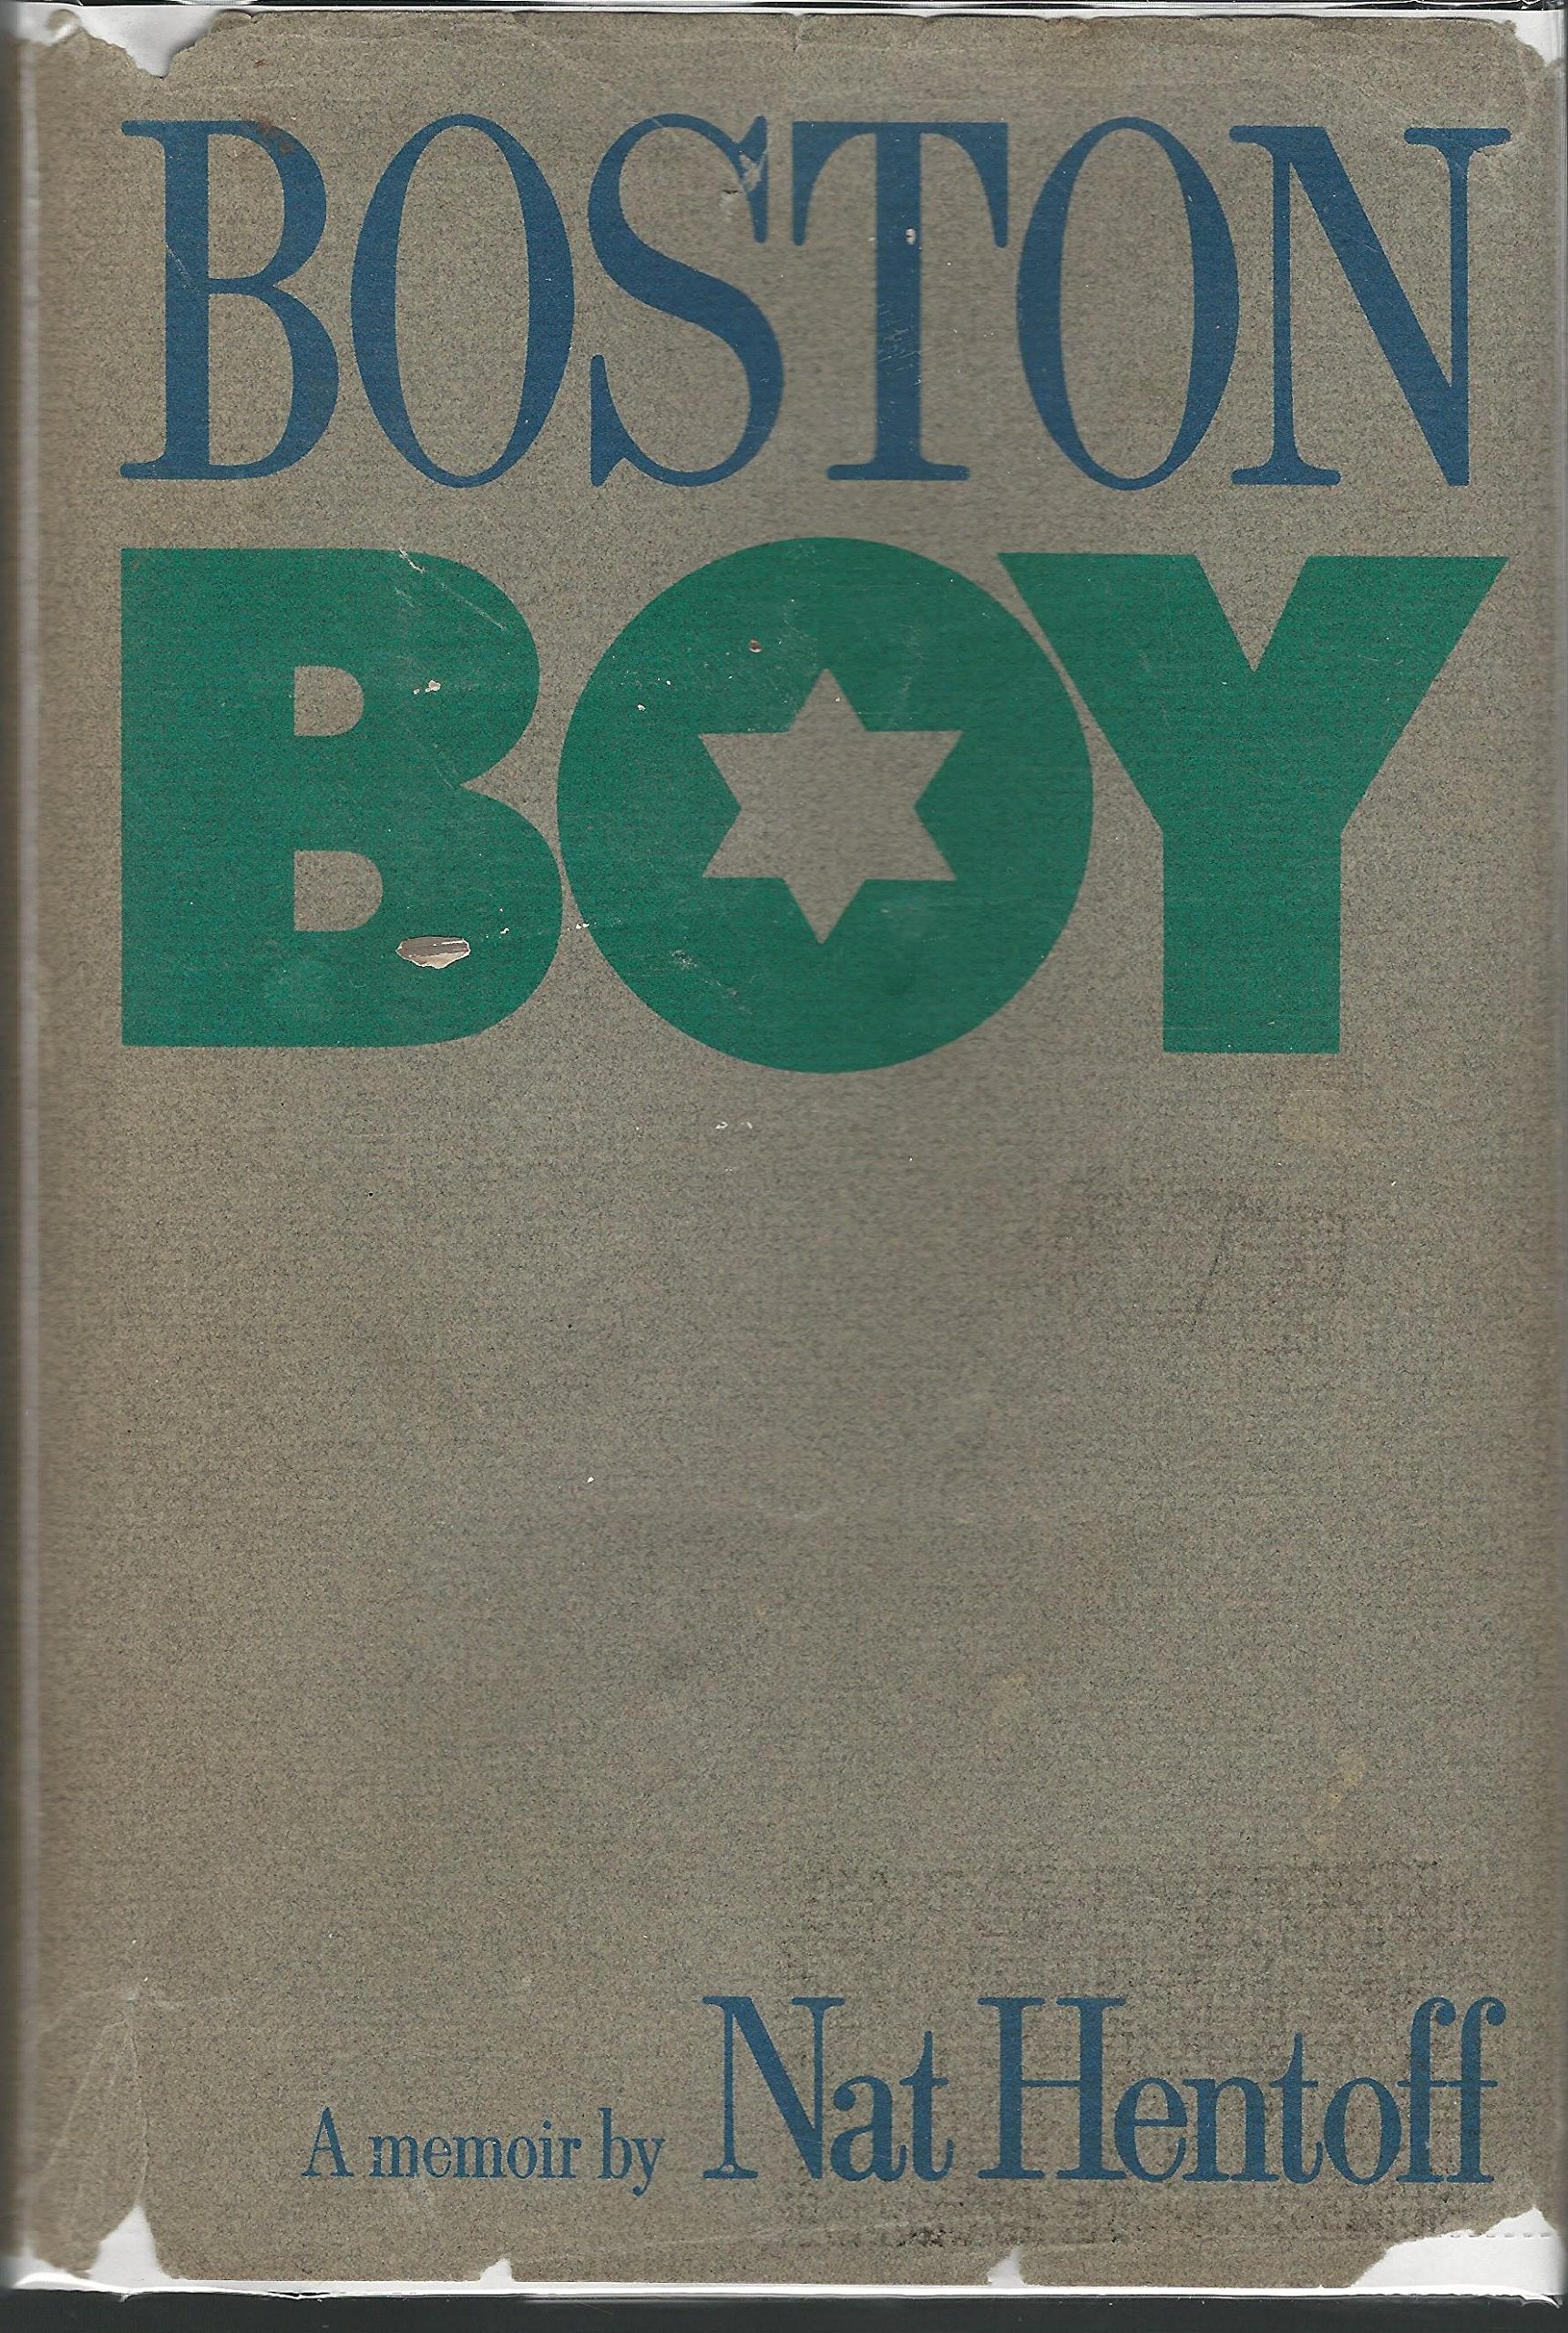 BOSTON
BOY
A memoir by Nat Hentoff